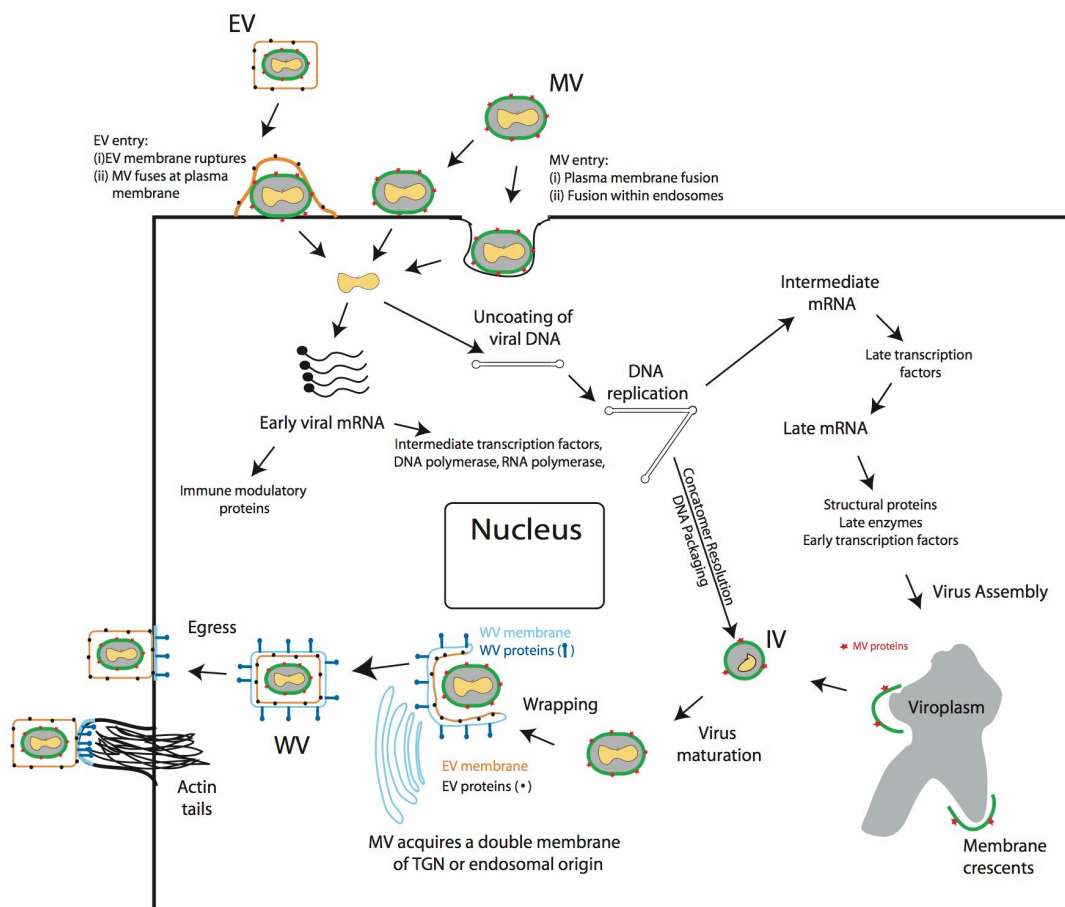 EV
MV
EV entry:
(i)EV membrane ruptures
(ii) MV fuses at plasma
membrane
MV entry:
(i) Plasma membrane fusion
(ii) Fusion within endosomes
Uncoating of
viral DNA
Intermediate
mRNA
DNA
replication
Late transcription
factors
Early viral mRNA
Intermediate transcription factors,
DNA polymerase, RNA polymerase,
Late mRNA
Immune modulatory
proteins
Concatomer Resolution
DNA Packaging
Structural proteins
Late enzymes
Early transcription factors
Nucleus
Virus Assembly
Egress
WV membrane
WV proteins ( )
IV
MV proteins
Viroplasm
Wrapping
WV
Virus
maturation
EV membrane
EV proteins (•)
Actin
tails
MV acquires a double membrane
of TGN or endosomal origin
Membrane
crescents